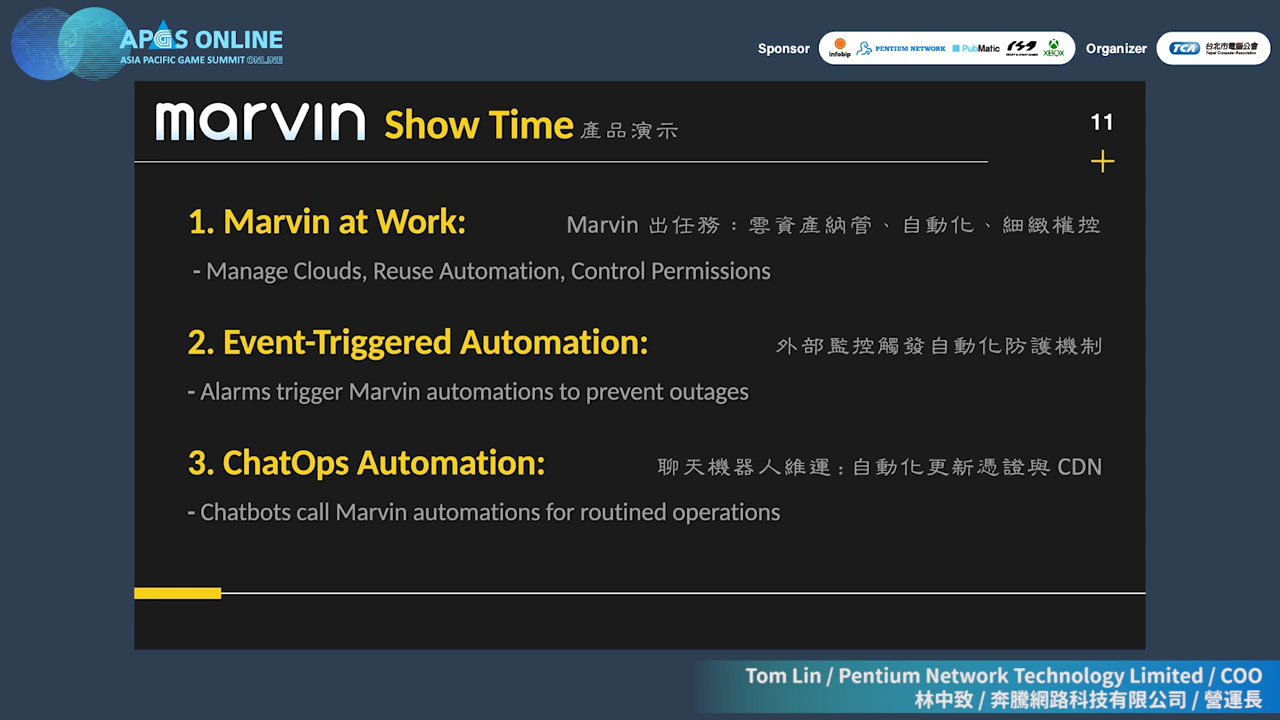 APGS ONLINE
ASIA PACIFIC GAME SUMMIT ONLINE
Sponsor
infobip
PENTIUM NETWORK
PubMatic
XBOX
Organizer
TCA
台北市電腦公會
Taipei Computer Association
marvin Show Time 產品演示
11
1. Marvin at Work:
Marvin 出任務：雲資產納管、自動化、細緻權控
- Manage Clouds, Reuse Automation, Control Permissions
2. Event-Triggered Automation:
外部監控觸發自動化防護機制
- Alarms trigger Marvin automations to prevent outages
3. ChatOps Automation:
聊天機器人維運：自動化更新憑證與 CDN
- Chatbots call Marvin automations for routined operations
Tom Lin / Pentium Network Technology Limited / COO
林中致 / 奔騰網路科技有限公司 / 營運長